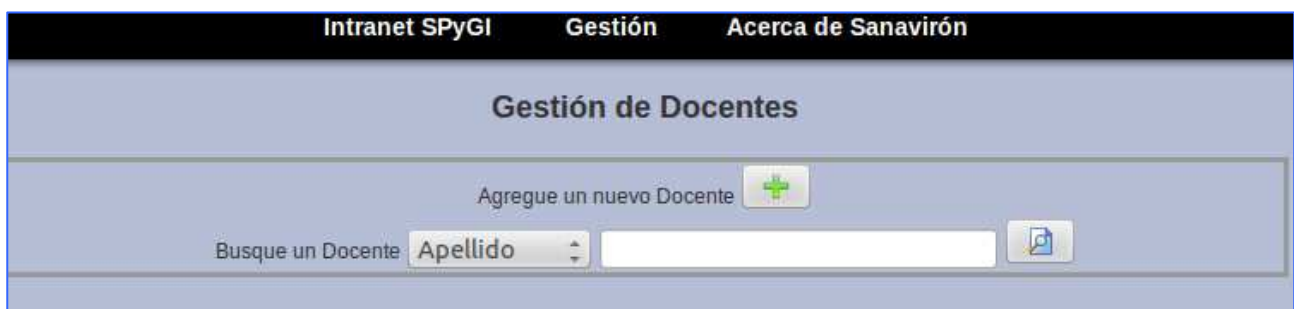 Intranet SPyGI Gestión Acerca de Sanavirón
Gestión de Docentes
Agregue un nuevo Docente
Busque un Docente Apellido